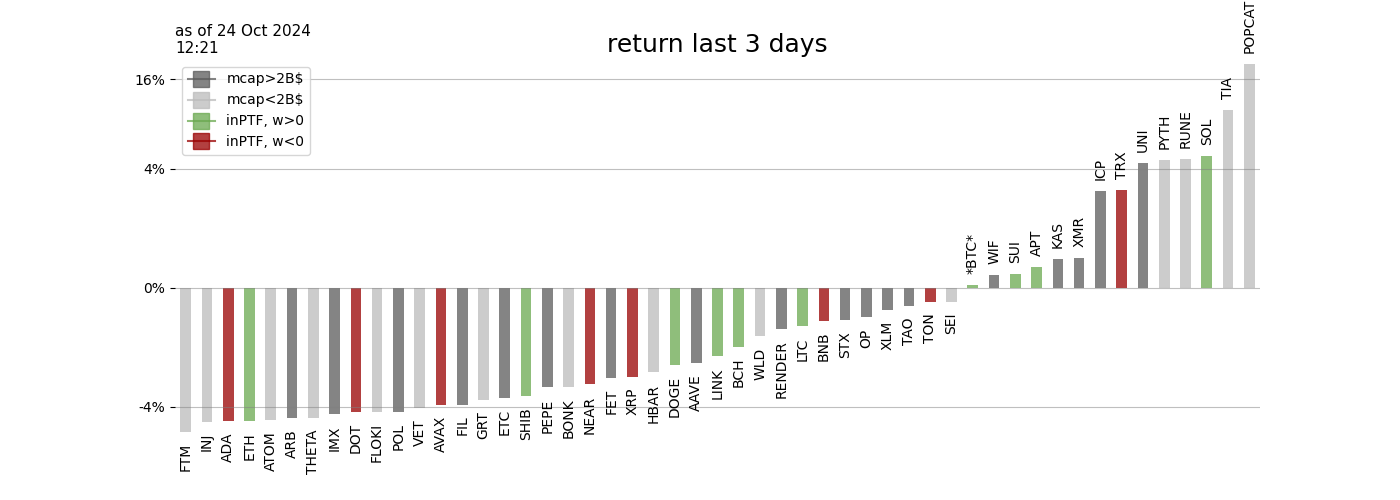 as of 24 Oct 2024
12:21
return last 3 days
mcap>2B$
mcap<2B$
inPTF, w>0
inPTF, w<0
16%
4%
0%
-4%
FTM
INJ
ADA
ETH
ATOM
ARB
THETA
IMX
DOT
FLOKI
POL
VET
AVAX
FIL
GRT
ETC
SHIB
PEPE
BONK
NEAR
FET
XRP
HBAR
DOGE
AAVE
LINK
BCH
WLD
RENDER
LTC
BNB
STX
OP
XLM
TAO
TON
SEI
*BTC*
WIF
SUI
APT
KAS
XMR
ICP
TRX
UNI
PYTH
RUNE
SOL
TIA
POPCAT